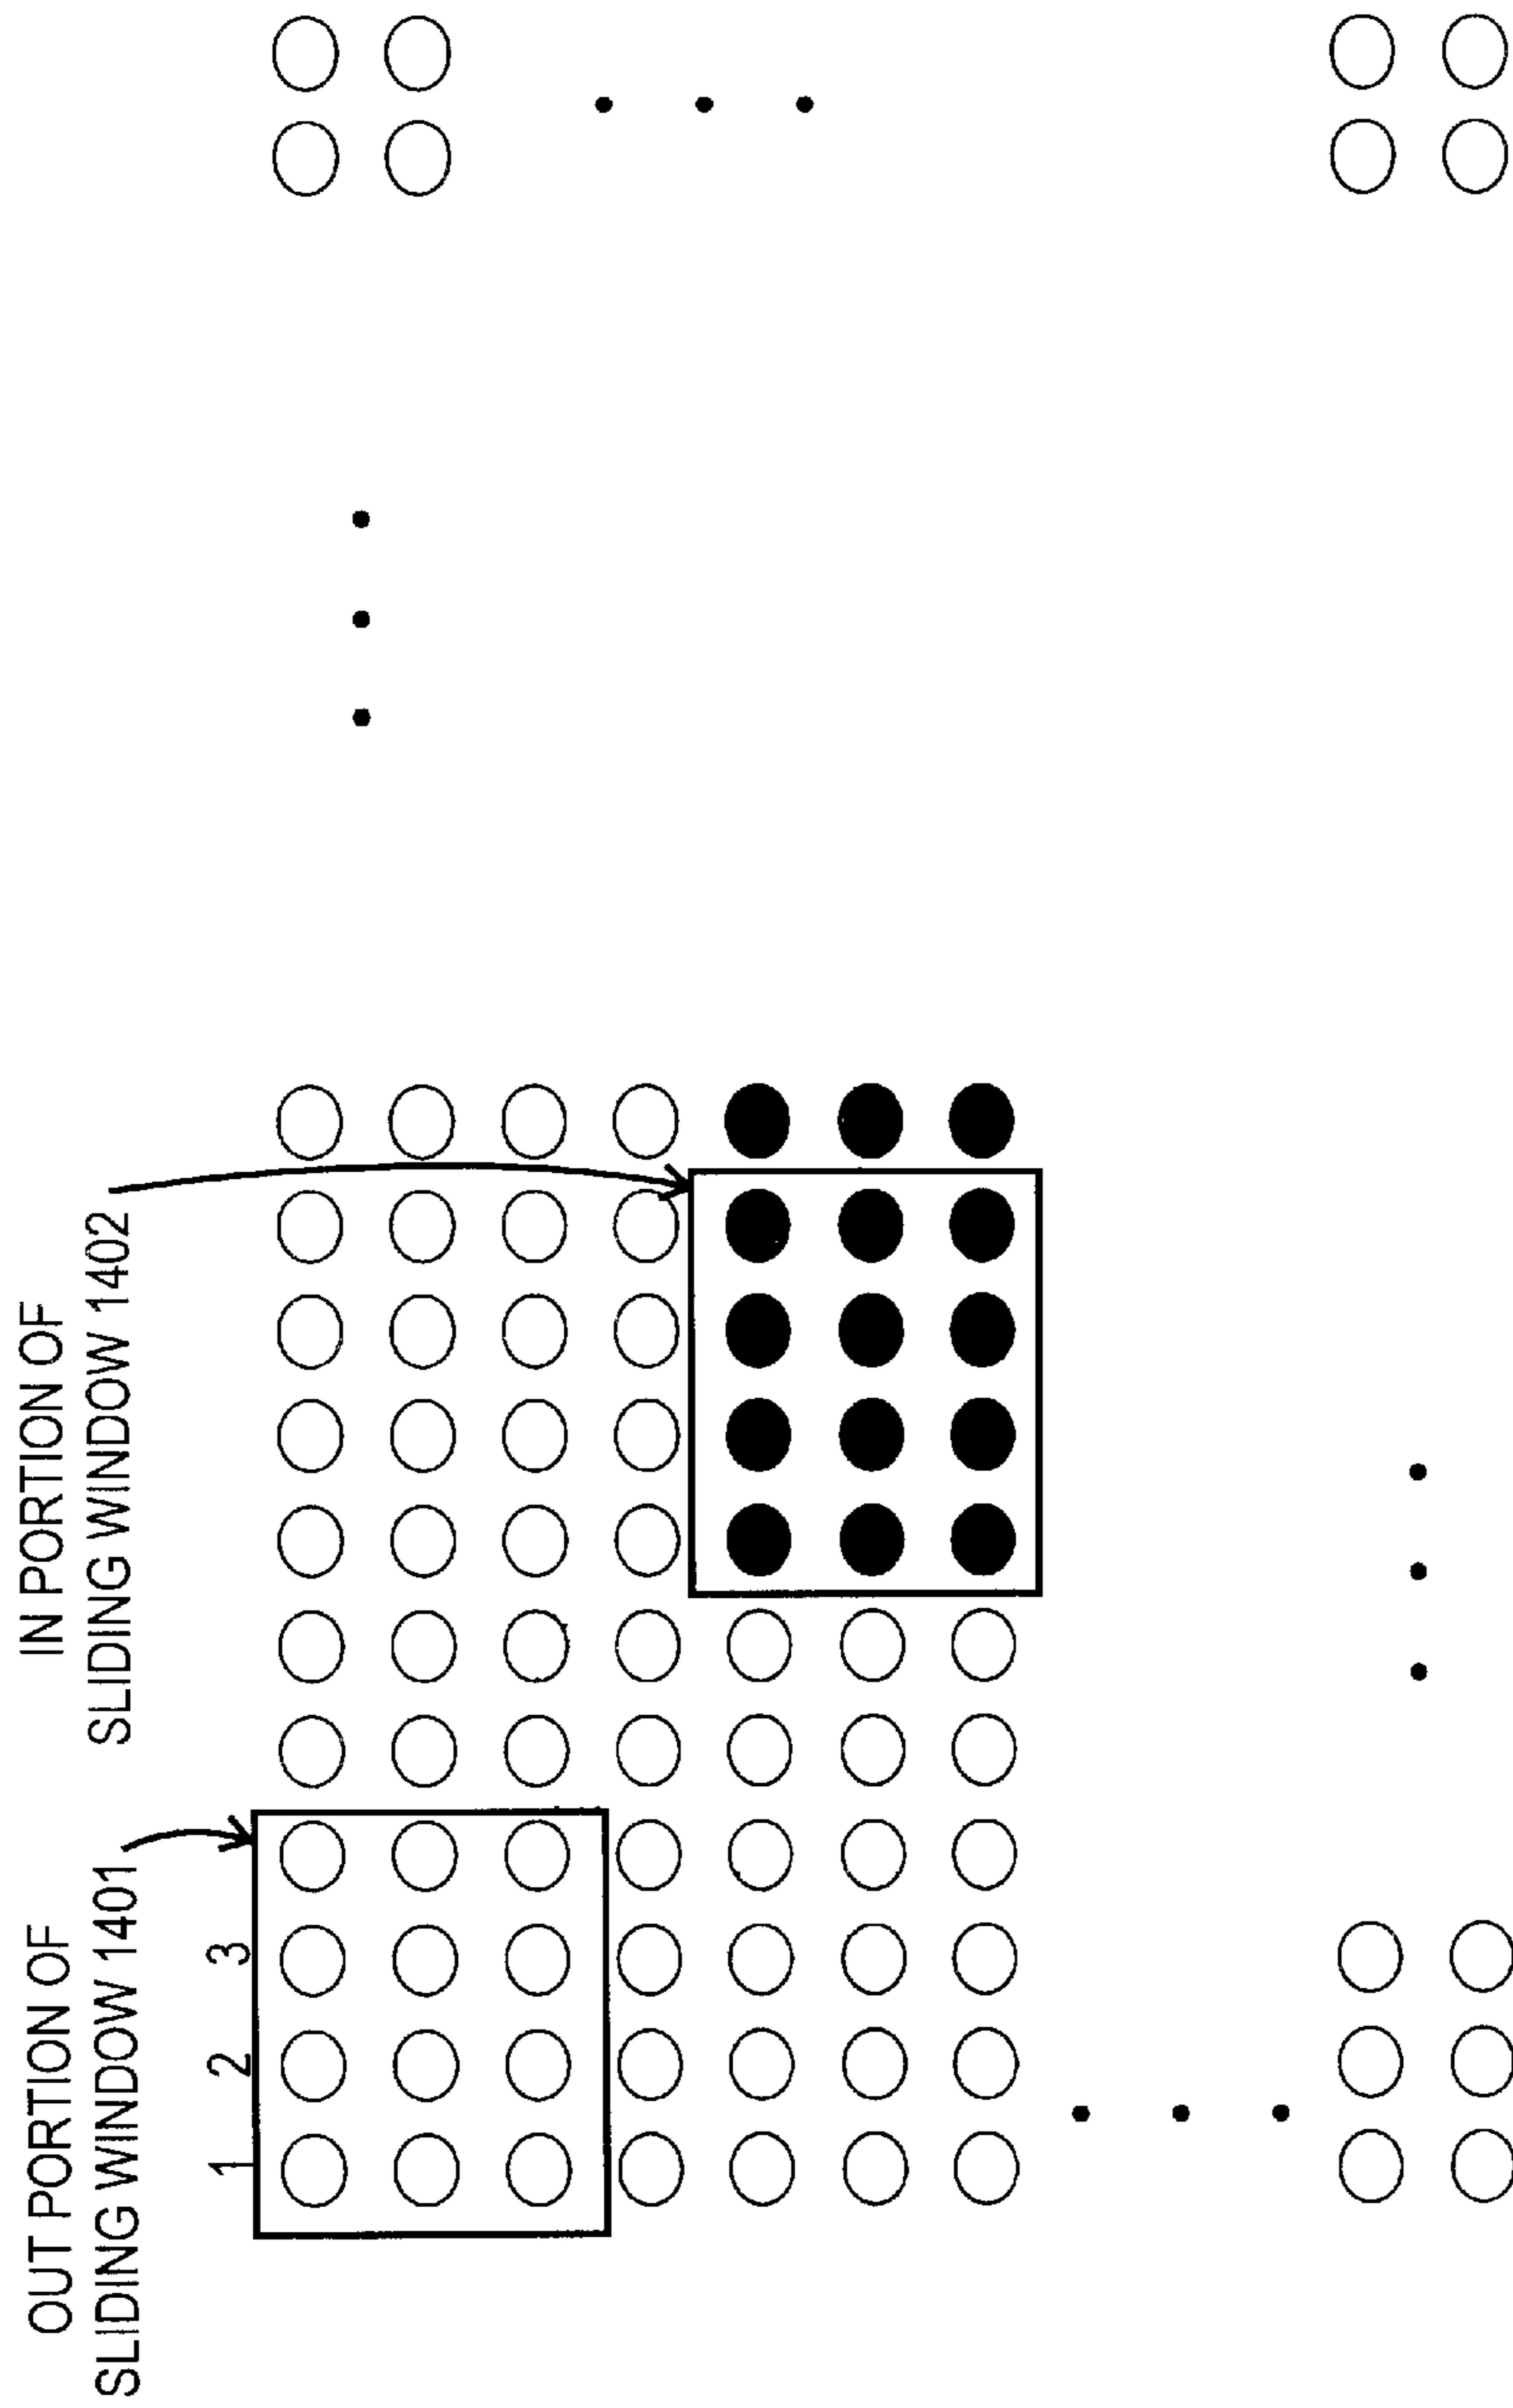 OUT PORTION OF
SLIDING WINDOW 1401
IN PORTION OF
SLIDING WINDOW 1402
1 2 3